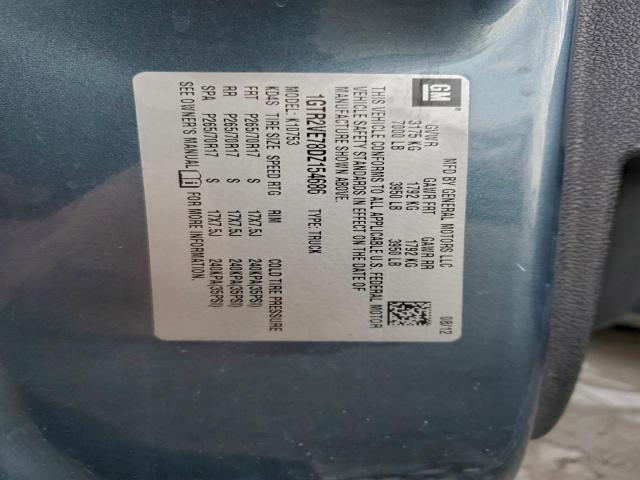 GM
MFD BY GENERAL MOTORS LLC 08/12
GVWR GAWR FRT GAWR RR
3175 KG 1792 KG 1792 KG
7000 LB 3950 LB 3950 LB
THIS VEHICLE CONFORMS TO ALL APPLICABLE U.S. FEDERAL MOTOR
VEHICLE SAFETY STANDARDS IN EFFECT ON THE DATE OF
MANUFACTURE SHOWN ABOVE.
1GTR2VE78DZ154686 TYPE: TRUCK
MODEL: K10753
KD4S TIRE SIZE SPEED RTG RIM COLD TIRE PRESSURE
FRT P265/70R17 S 17X7.5J 240KPA(35PSI)
RR P265/70R17 S 17X7.5J 240KPA(35PSI)
SPA P265/70R17 S 17X7.5J 240KPA(35PSI)
SEE OWNER'S MANUAL FOR MORE INFORMATION.